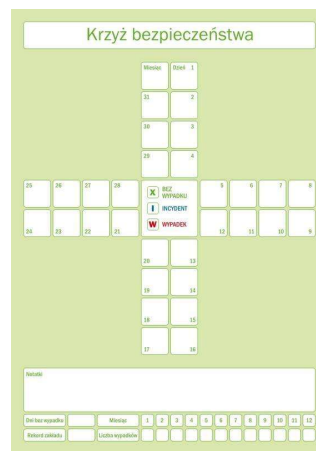 Krzyż bezpieczeństwa
Miesiąc Dzień 1
31 2
30 3
29 4
25 26 27 28 X BEZ WYPADKU 5 6 7 8
I INCYDENT
24 23 22 21 W WYPADEK 12 11 10 9
20 13
19 14
18 15
17 16
Notatki
Dni bez wypadku Miesiąc 1 2 3 4 5 6 7 8 9 10 11 12
Rekord zakładu Liczba wypadków